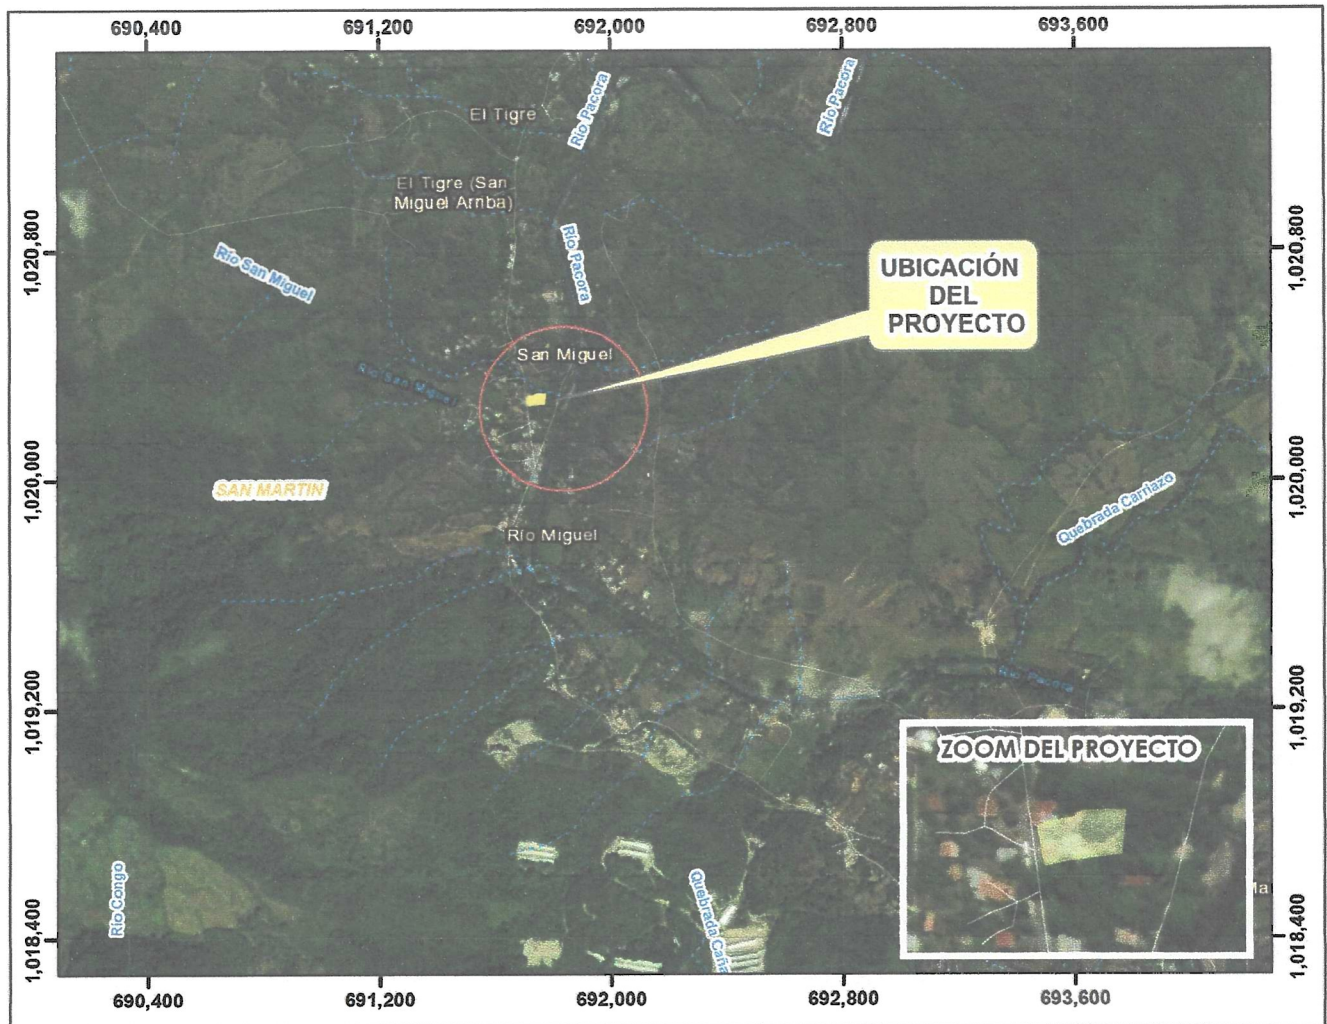 690,400
691,200
692,000
692,800
693,600
El Tigre
Río Pacora
Río Pacora
El Tigre (San
Miguel Arriba)
1,020,800
1,020,800
Río San Miguel
Río Pacora
UBICACIÓN
DEL
PROYECTO
San Miguel
Río San Miguel
1,020,000
1,020,000
SAN MARTIN
Quebrada Carriazo
Río Miguel
Río Pacora
1,019,200
1,019,200
ZOOM DEL PROYECTO
Río Congo
Quebrada Caña
Ma
1,018,400
1,018,400
690,400
691,200
692,000
692,800
693,600